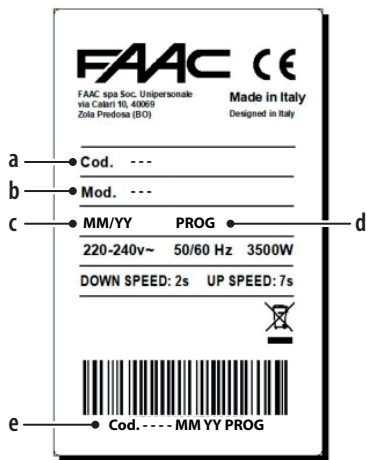 FAAC CE
FAAC spa Soc. Unipersonale
via Calari 10, 40069
Zola Predosa (BO)
Made in Italy
Designed in Italy
a Cod. ---
b Mod. ---
c MM/YY PROG d
220-240v~ 50/60 Hz 3500W
DOWN SPEED: 2s UP SPEED: 7s
e Cod. ---- MM YY PROG